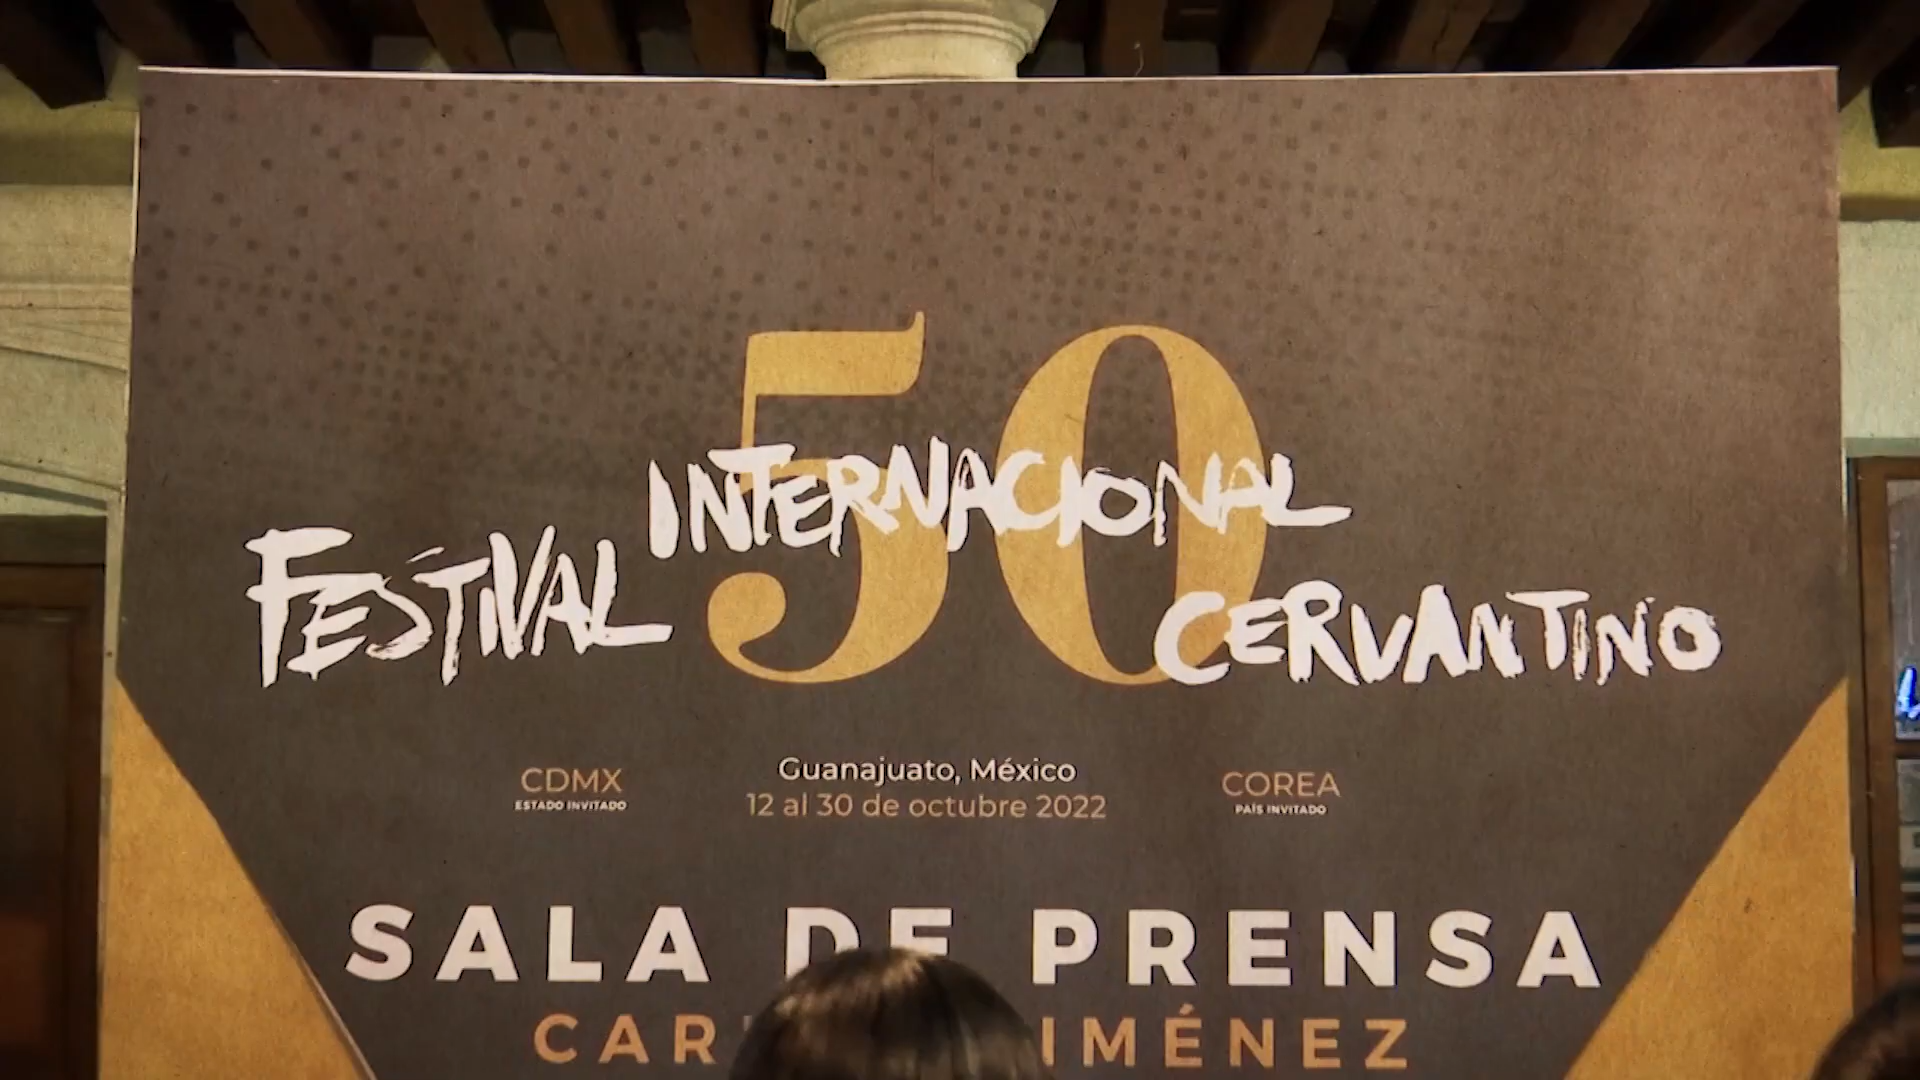 50
FESTIVAL INTERNACIONAL CERVANTINO
CDMX
ESTADO INVITADO
Guanajuato, México
12 al 30 de octubre 2022
COREA
PAÍS INVITADO
SALA DE PRENSA